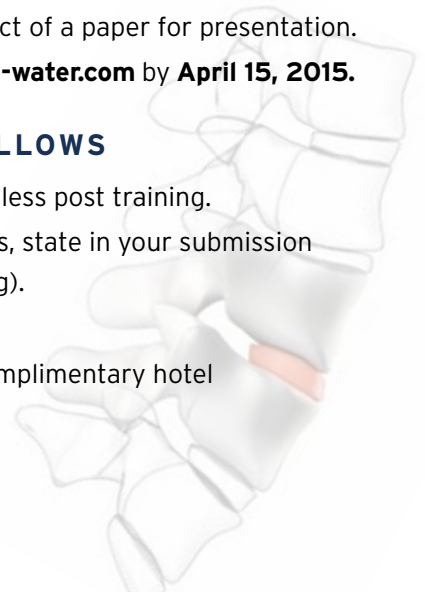 ct of a paper for presentation.
-water.com by April 15, 2015.
LLOWS
less post training.
s, state in your submission
g).
mplimentary hotel